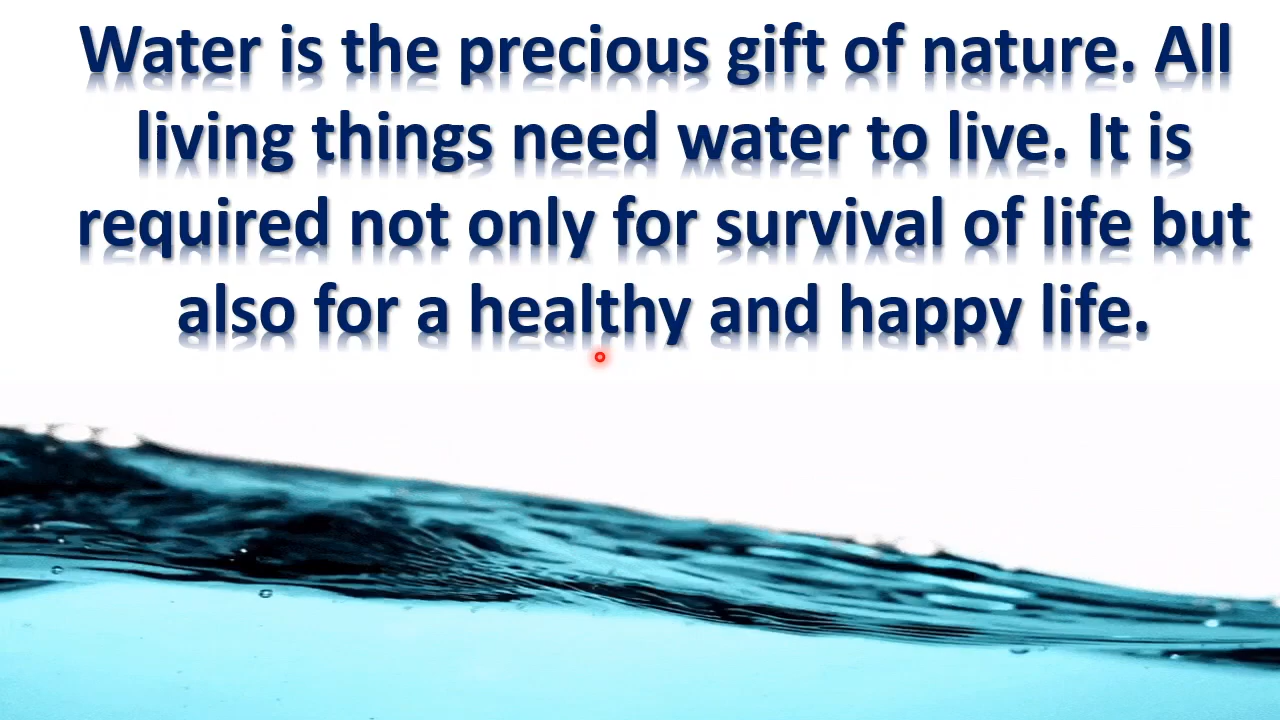 Water is the precious gift of nature. All
living things need water to live. It is
required not only for survival of life but
also for a healthy and happy life.